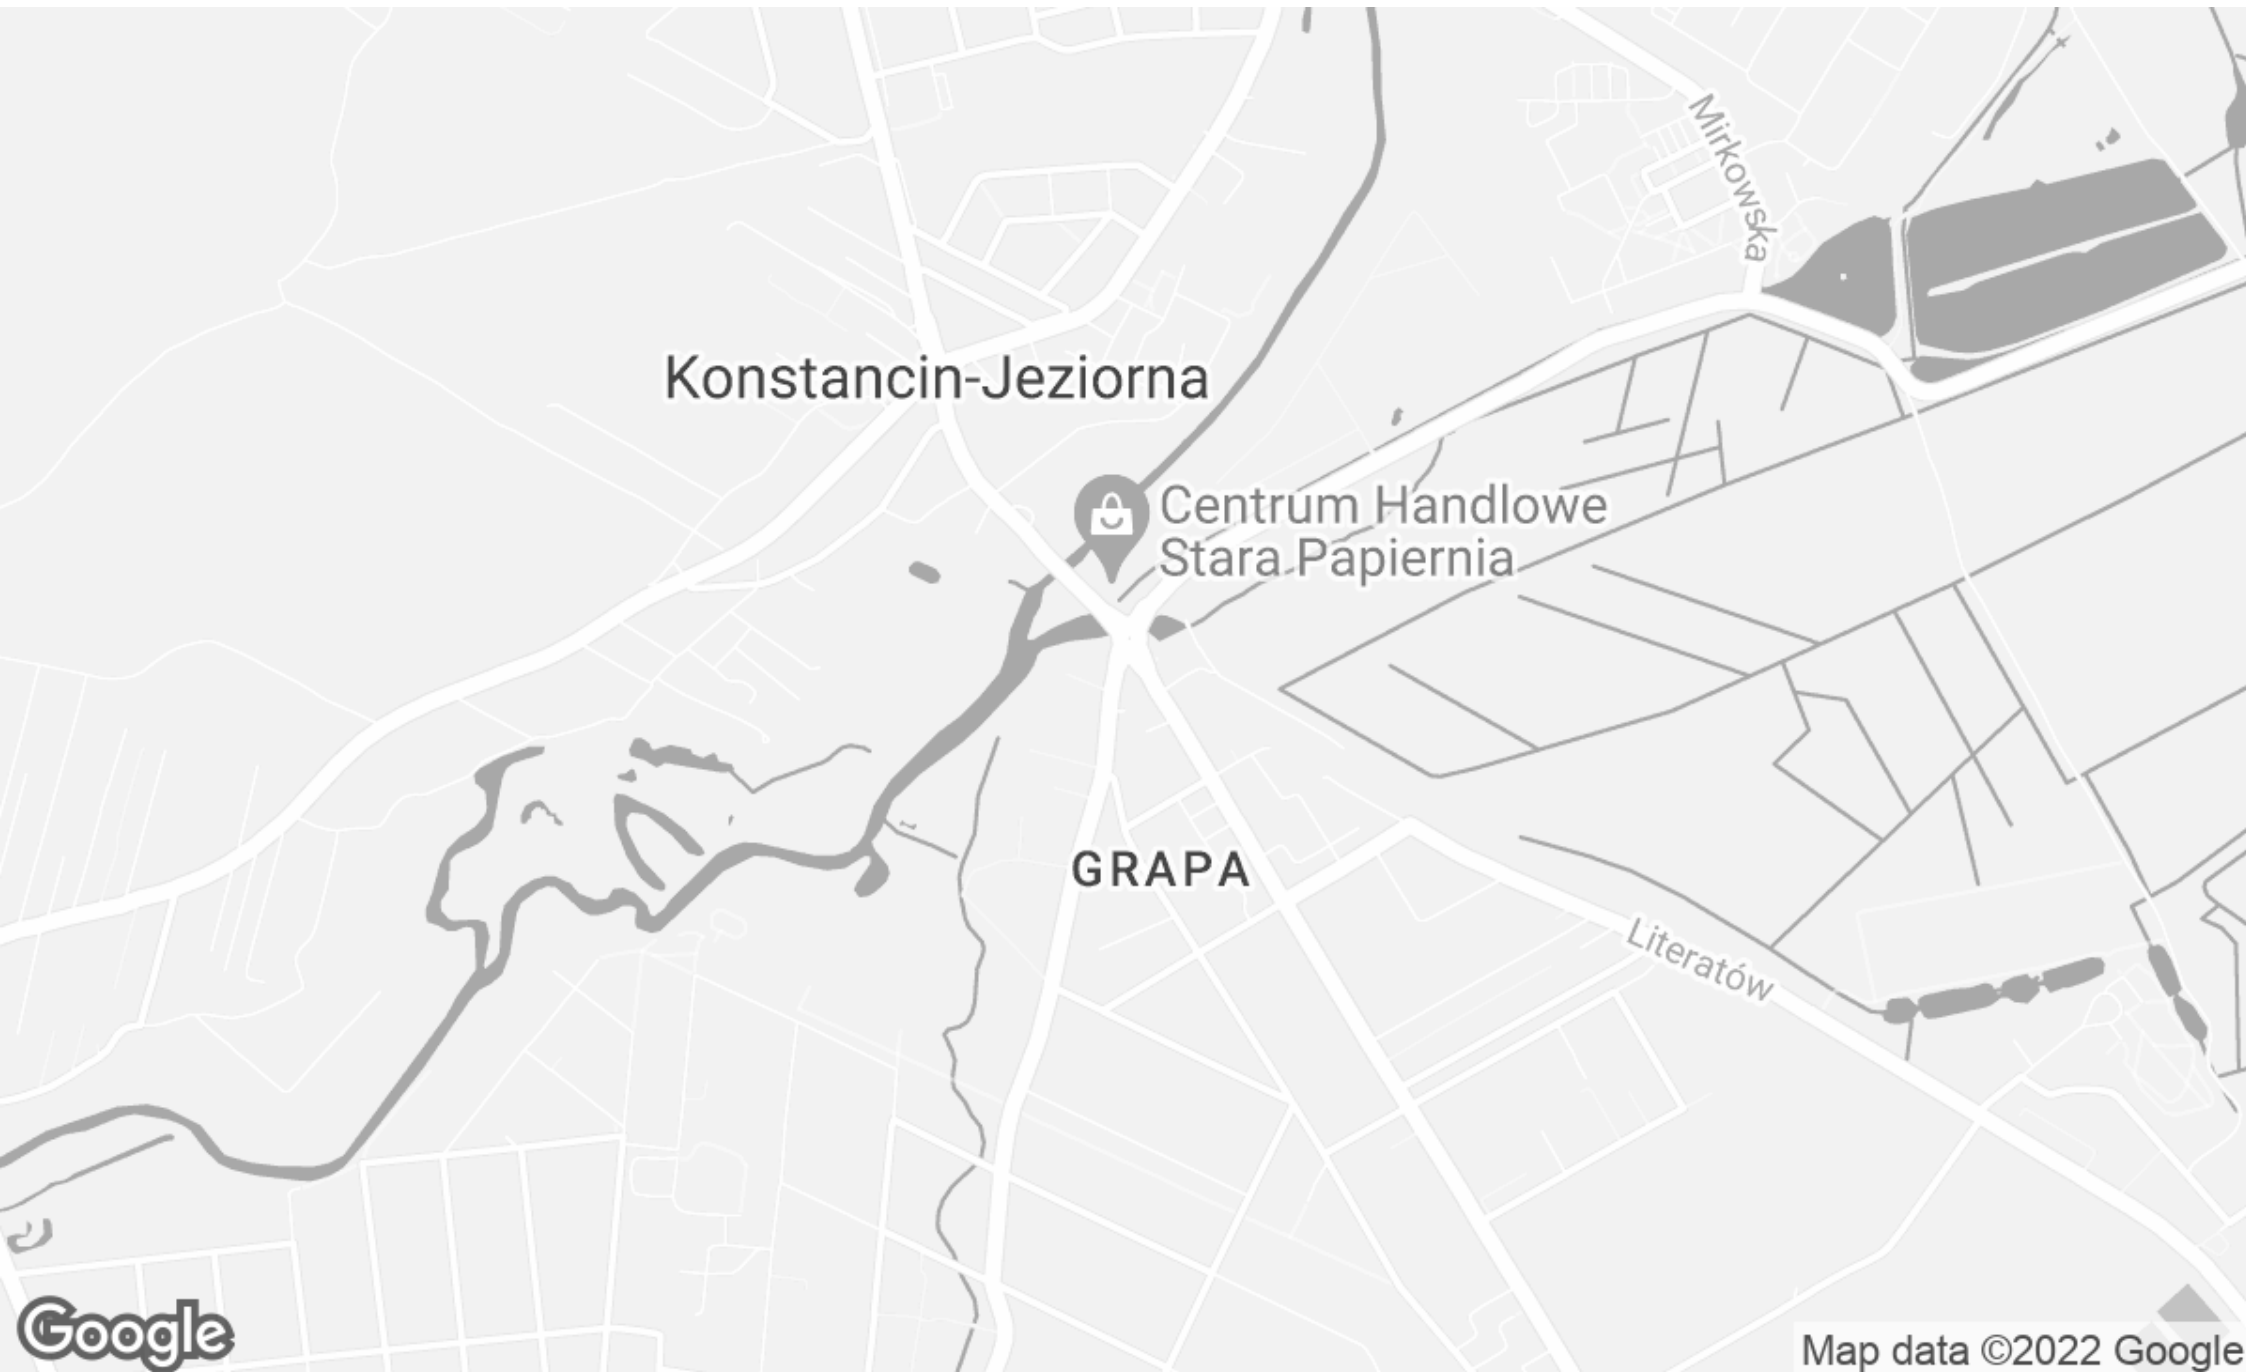 Mirkowska
Konstancin-Jeziorna
Centrum Handlowe
Stara Papiernia
GRAPA
Literatów
Google
Map data ©2022 Google